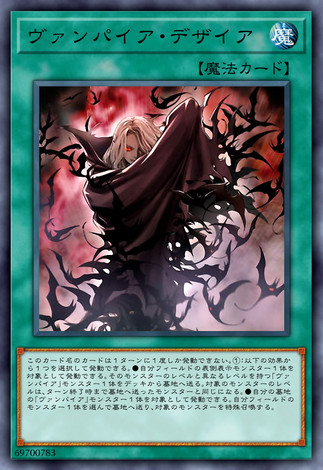 ヴァンパイア・デザイア
魔
【魔法カード】
このカード名のカードは１ターンに１度しか発動できない。①：以下の効果か
ら１つを選択して発動できる。●自分フィールドの表側表示モンスター１体を
対象として発動できる。そのモンスターのレベルと異なるレベルを持つ「ヴァ
ンパイア」モンスター１体をデッキから墓地へ送る。対象のモンスターのレベ
ルは、ターン終了時まで墓地へ送ったモンスターと同じになる。●自分の墓地
の「ヴァンパイア」モンスター１体を対象として発動できる。自分フィールドの
モンスター１体を選んで墓地へ送り、対象のモンスターを特殊召喚する。
69700783